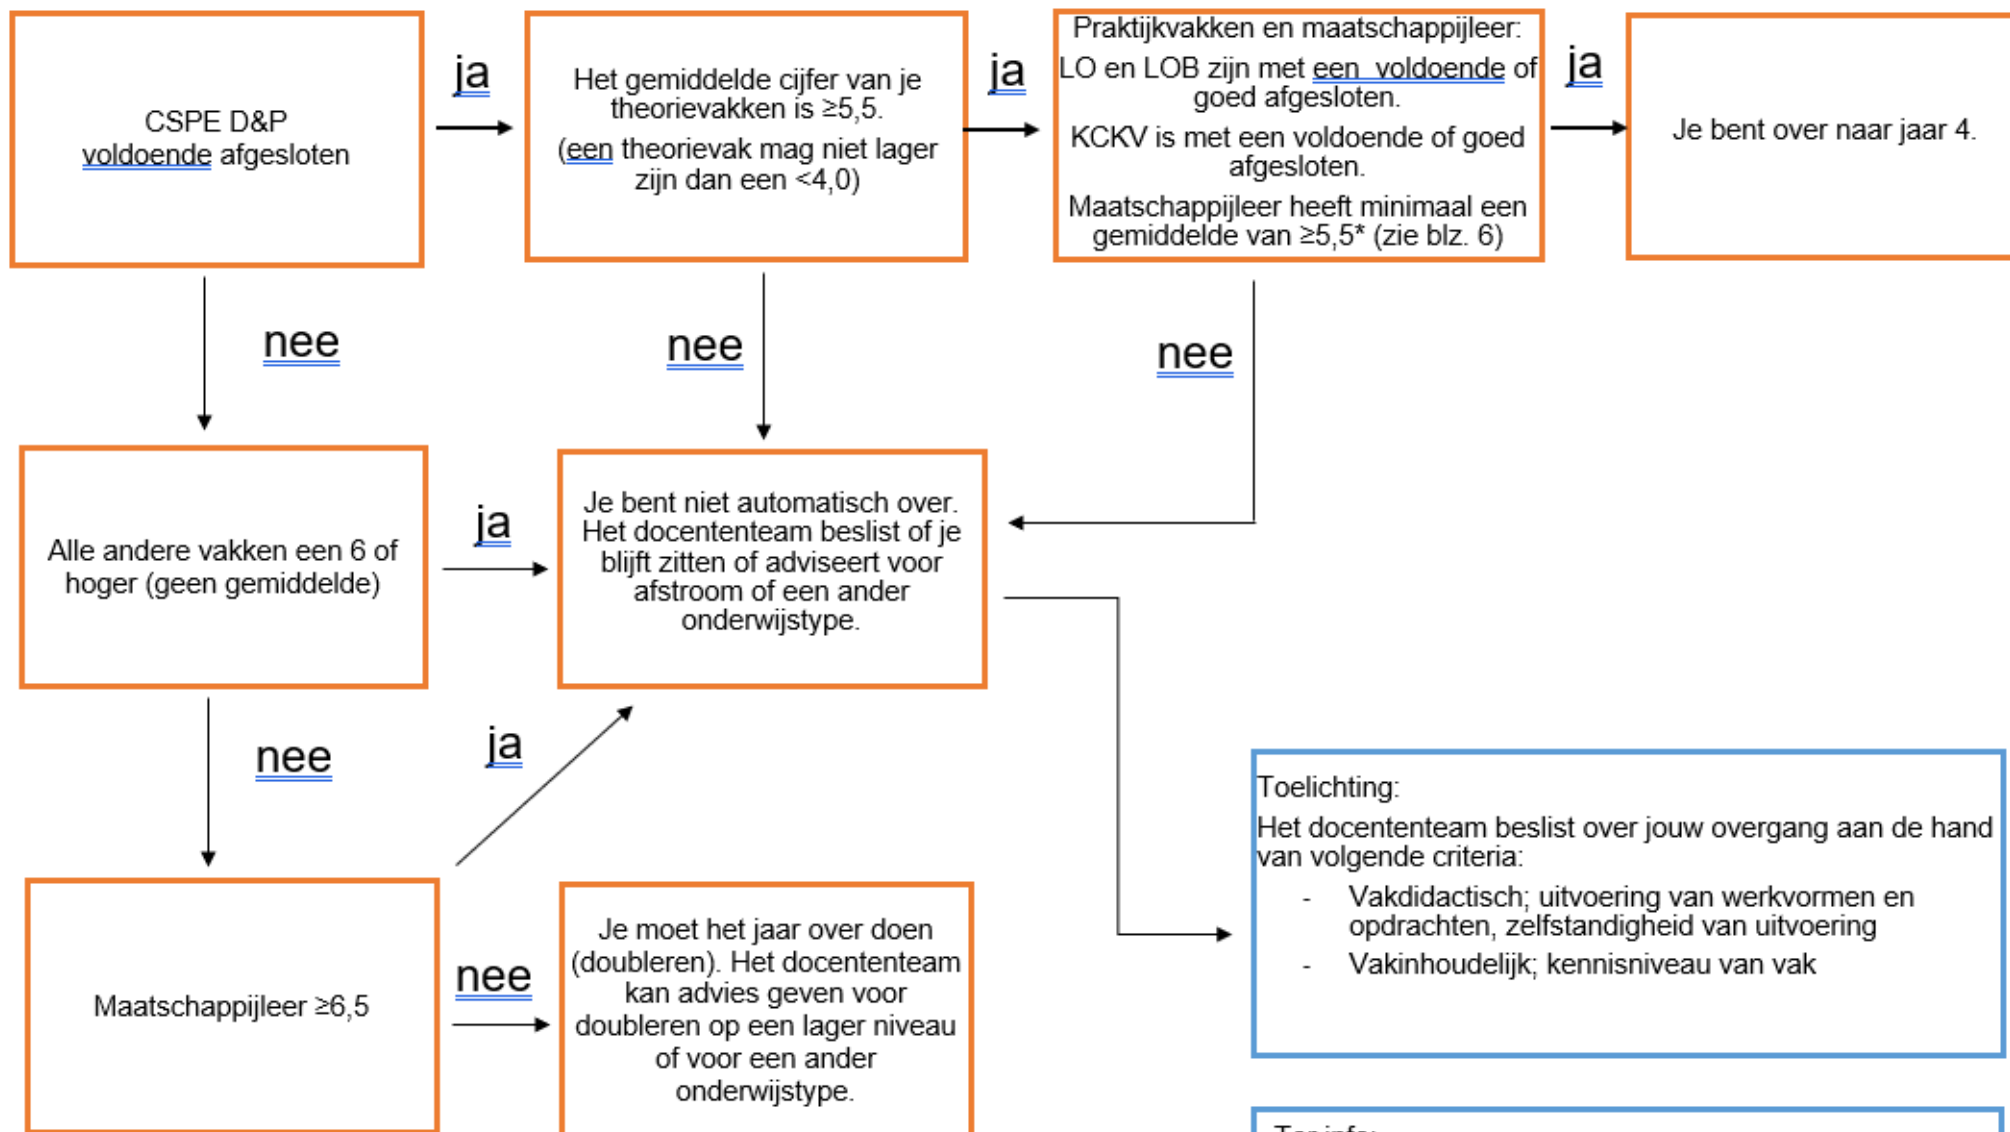 CSPE D&P
voldoende afgesloten
ja
Het gemiddelde cijfer van je
theorievakken is ≥5,5.
(een theorievak mag niet lager
zijn dan een <4,0)
ja
Praktijkvakken en maatschappijleer:
LO en LOB zijn met een voldoende of
goed afgesloten.
KCKV is met een voldoende of goed
afgesloten.
Maatschappijleer heeft minimaal een
gemiddelde van ≥5,5* (zie blz. 6)
ja
Je bent over naar jaar 4.
nee
nee
nee
Alle andere vakken een 6 of
hoger (geen gemiddelde)
ja
Je bent niet automatisch over.
Het docententeam beslist of je
blijft zitten of adviseert voor
afstroom of een ander
onderwijstype.
nee
ja
Maatschappijleer ≥6,5
nee
Je moet het jaar over doen
(doubleren). Het docententeam
kan advies geven voor
doubleren op een lager niveau
of voor een ander
onderwijstype.
Toelichting:
Het docententeam beslist over jouw overgang aan de hand
van volgende criteria:
- Vakdidactisch; uitvoering van werkvormen en
opdrachten, zelfstandigheid van uitvoering
- Vakinhoudelijk; kennisniveau van vak